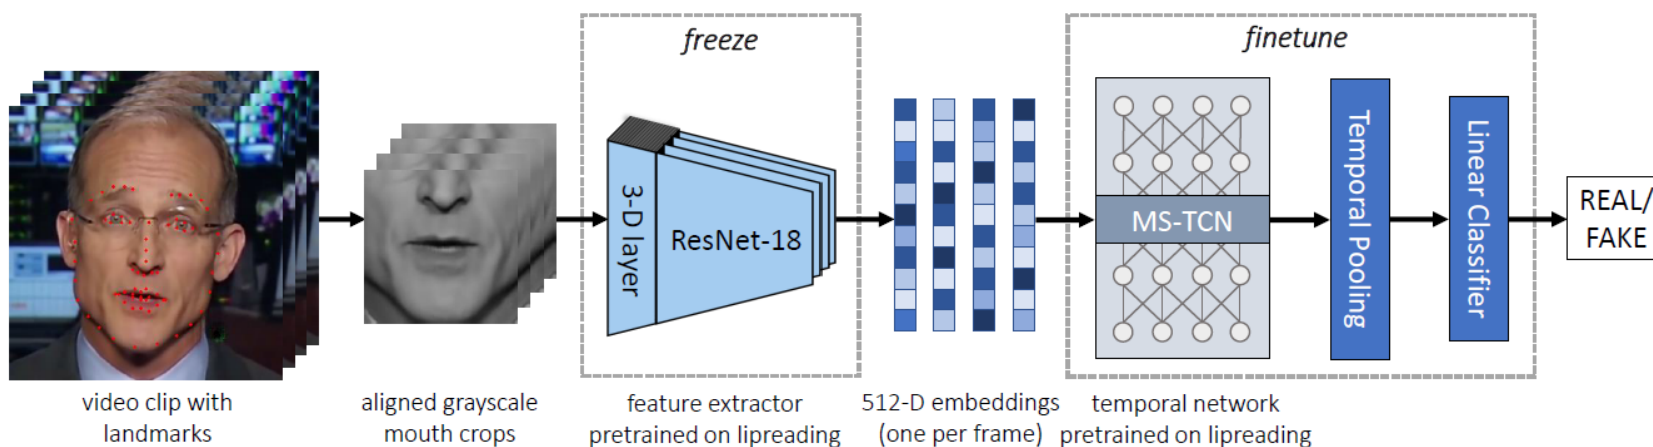 freeze
finetune
3-D layer
ResNet-18
MS-TCN
Temporal Pooling
Linear Classifier
REAL/
FAKE
video clip with
landmarks
aligned grayscale
mouth crops
feature extractor
pretrained on lipreading
512-D embeddings
(one per frame)
temporal network
pretrained on lipreading